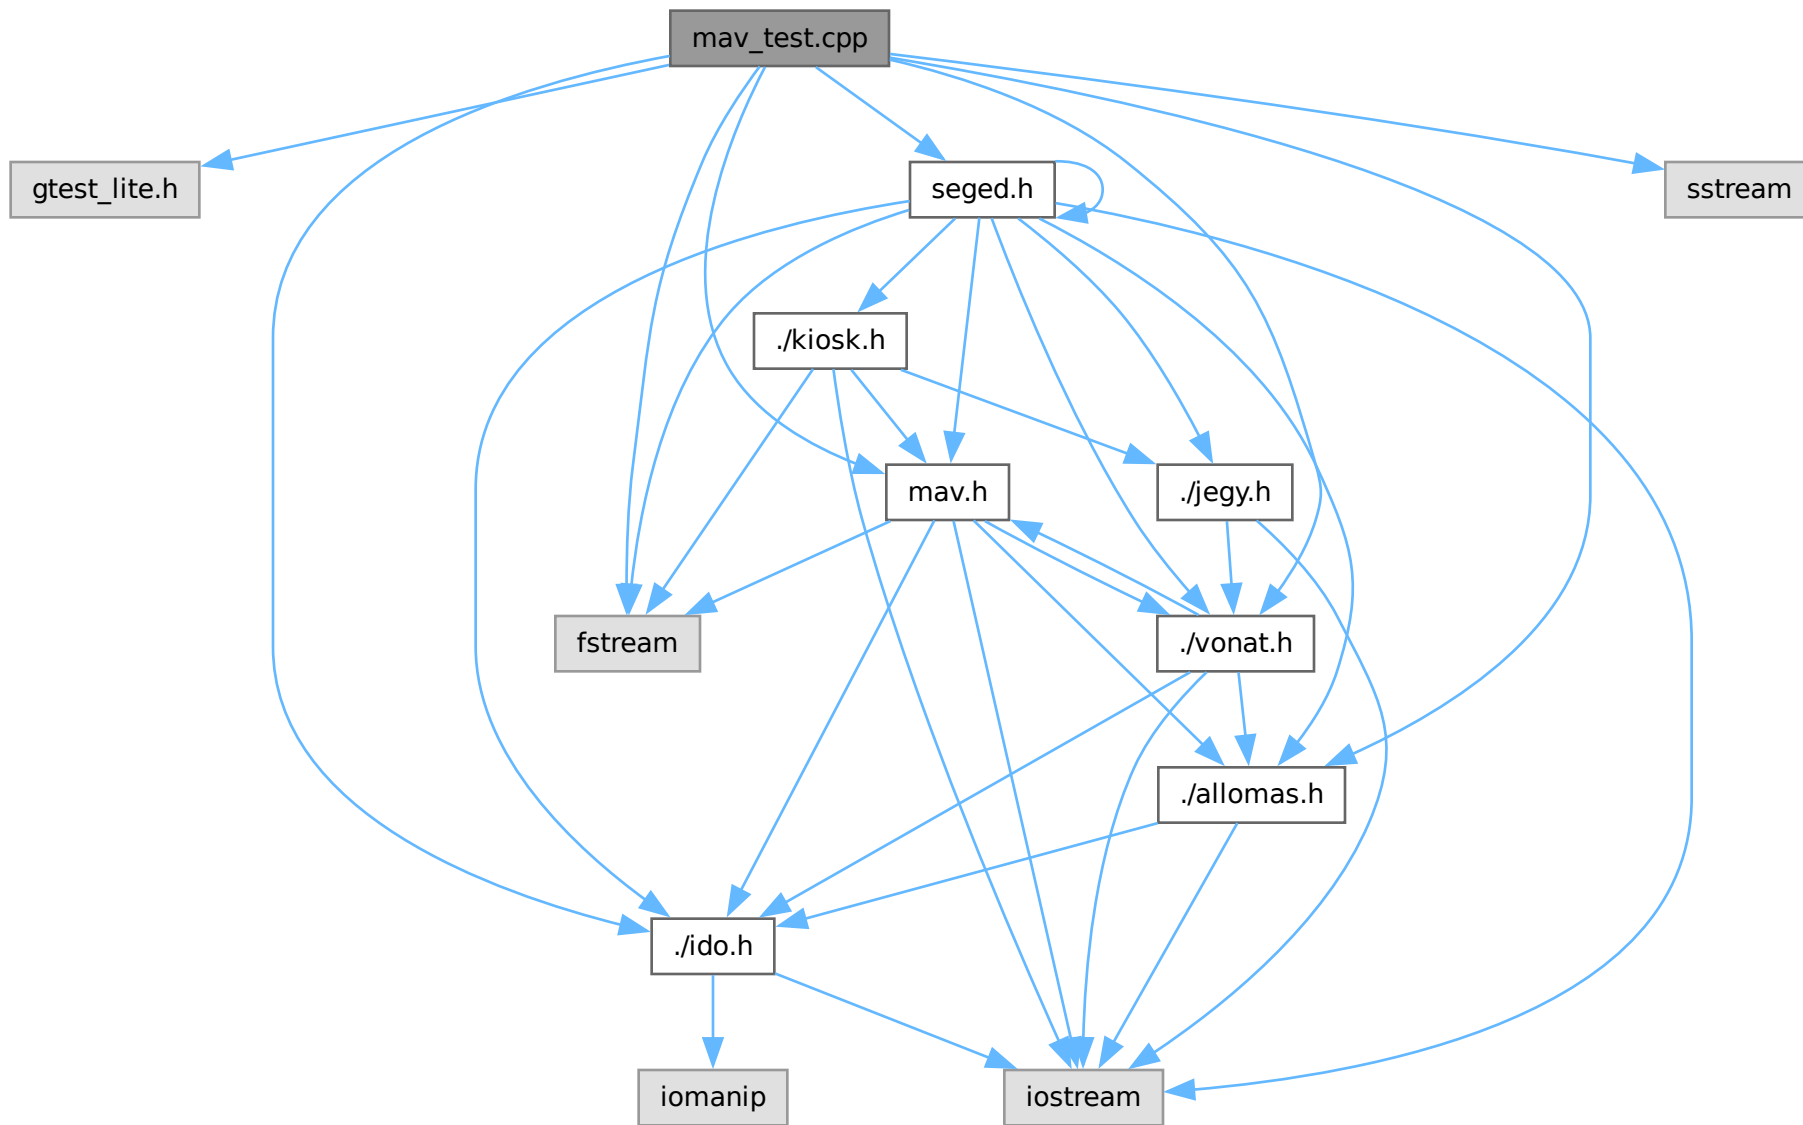 mav_test.cpp
gtest_lite.h
seged.h
sstream
./kiosk.h
mav.h
./jegy.h
fstream
./vonat.h
./allomas.h
./ido.h
iomanip
iostream